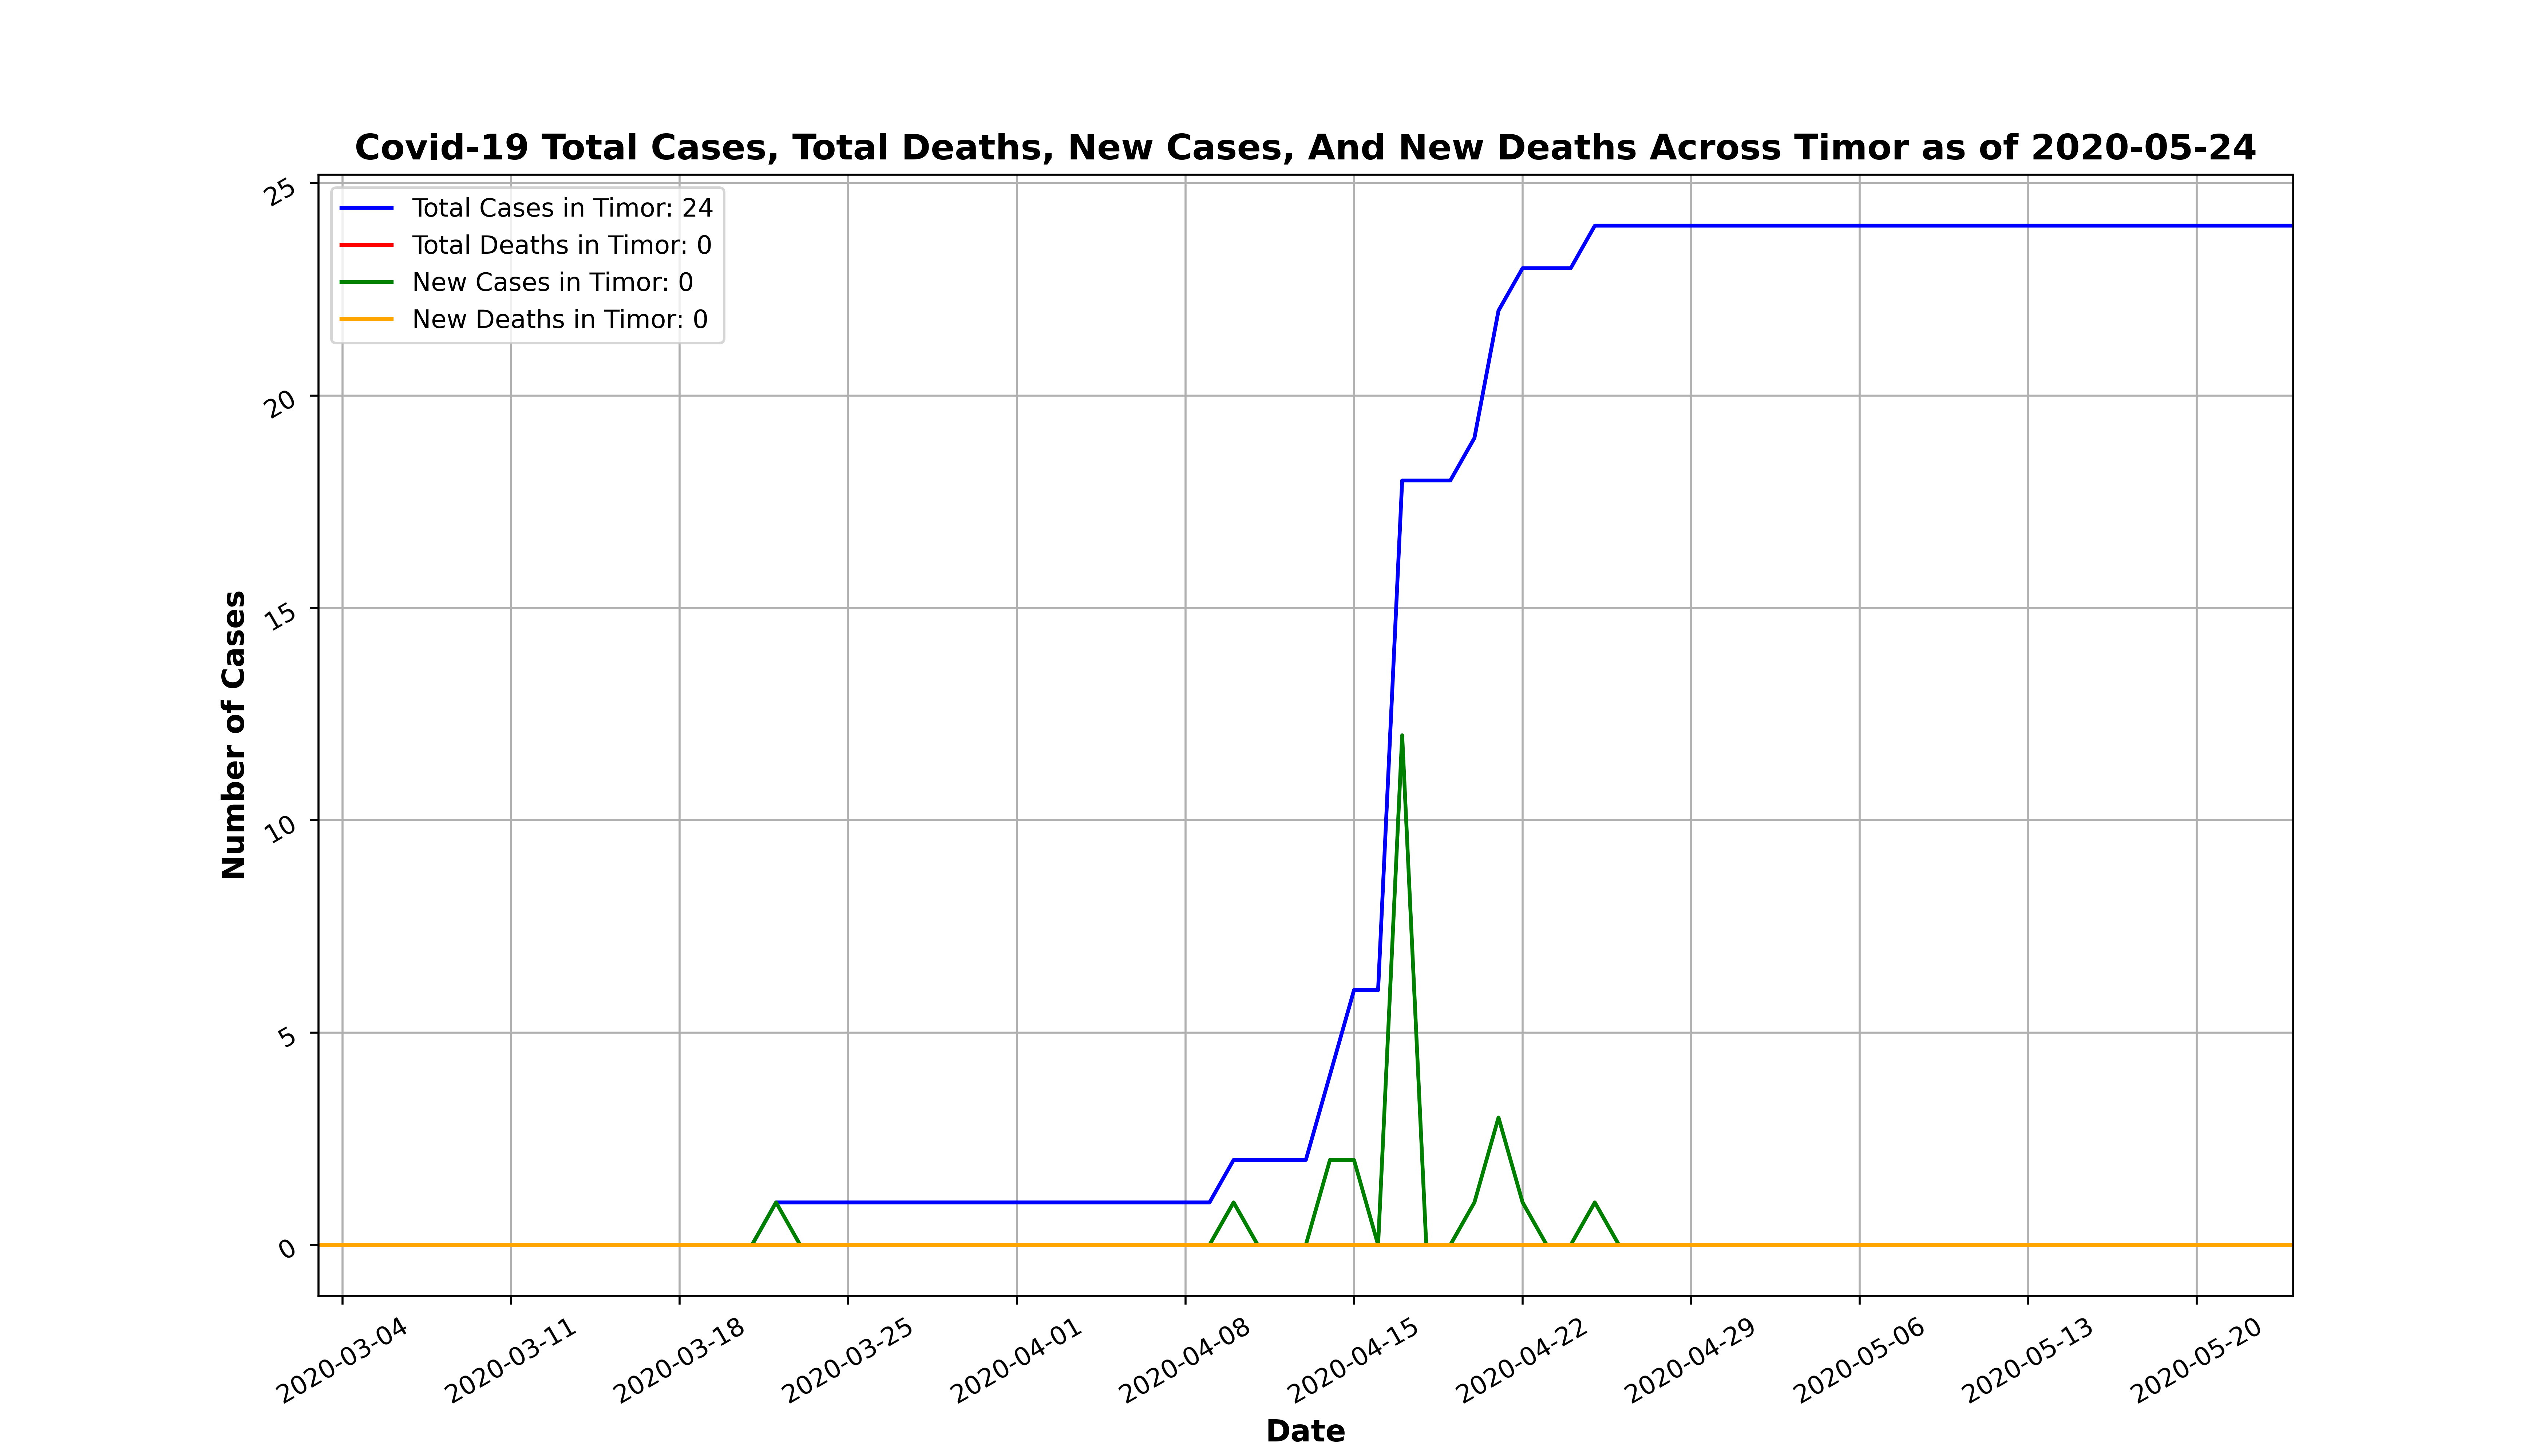 Covid-19 Total Cases, Total Deaths, New Cases, And New Deaths Across Timor as of 2020-05-24
Total Cases in Timor: 24
Total Deaths in Timor: 0
New Cases in Timor: 0
New Deaths in Timor: 0
Number of Cases
25
20
15
10
5
0
2020-03-04
2020-03-11
2020-03-18
2020-03-25
2020-04-01
2020-04-08
2020-04-15
2020-04-22
2020-04-29
2020-05-06
2020-05-13
2020-05-20
Date